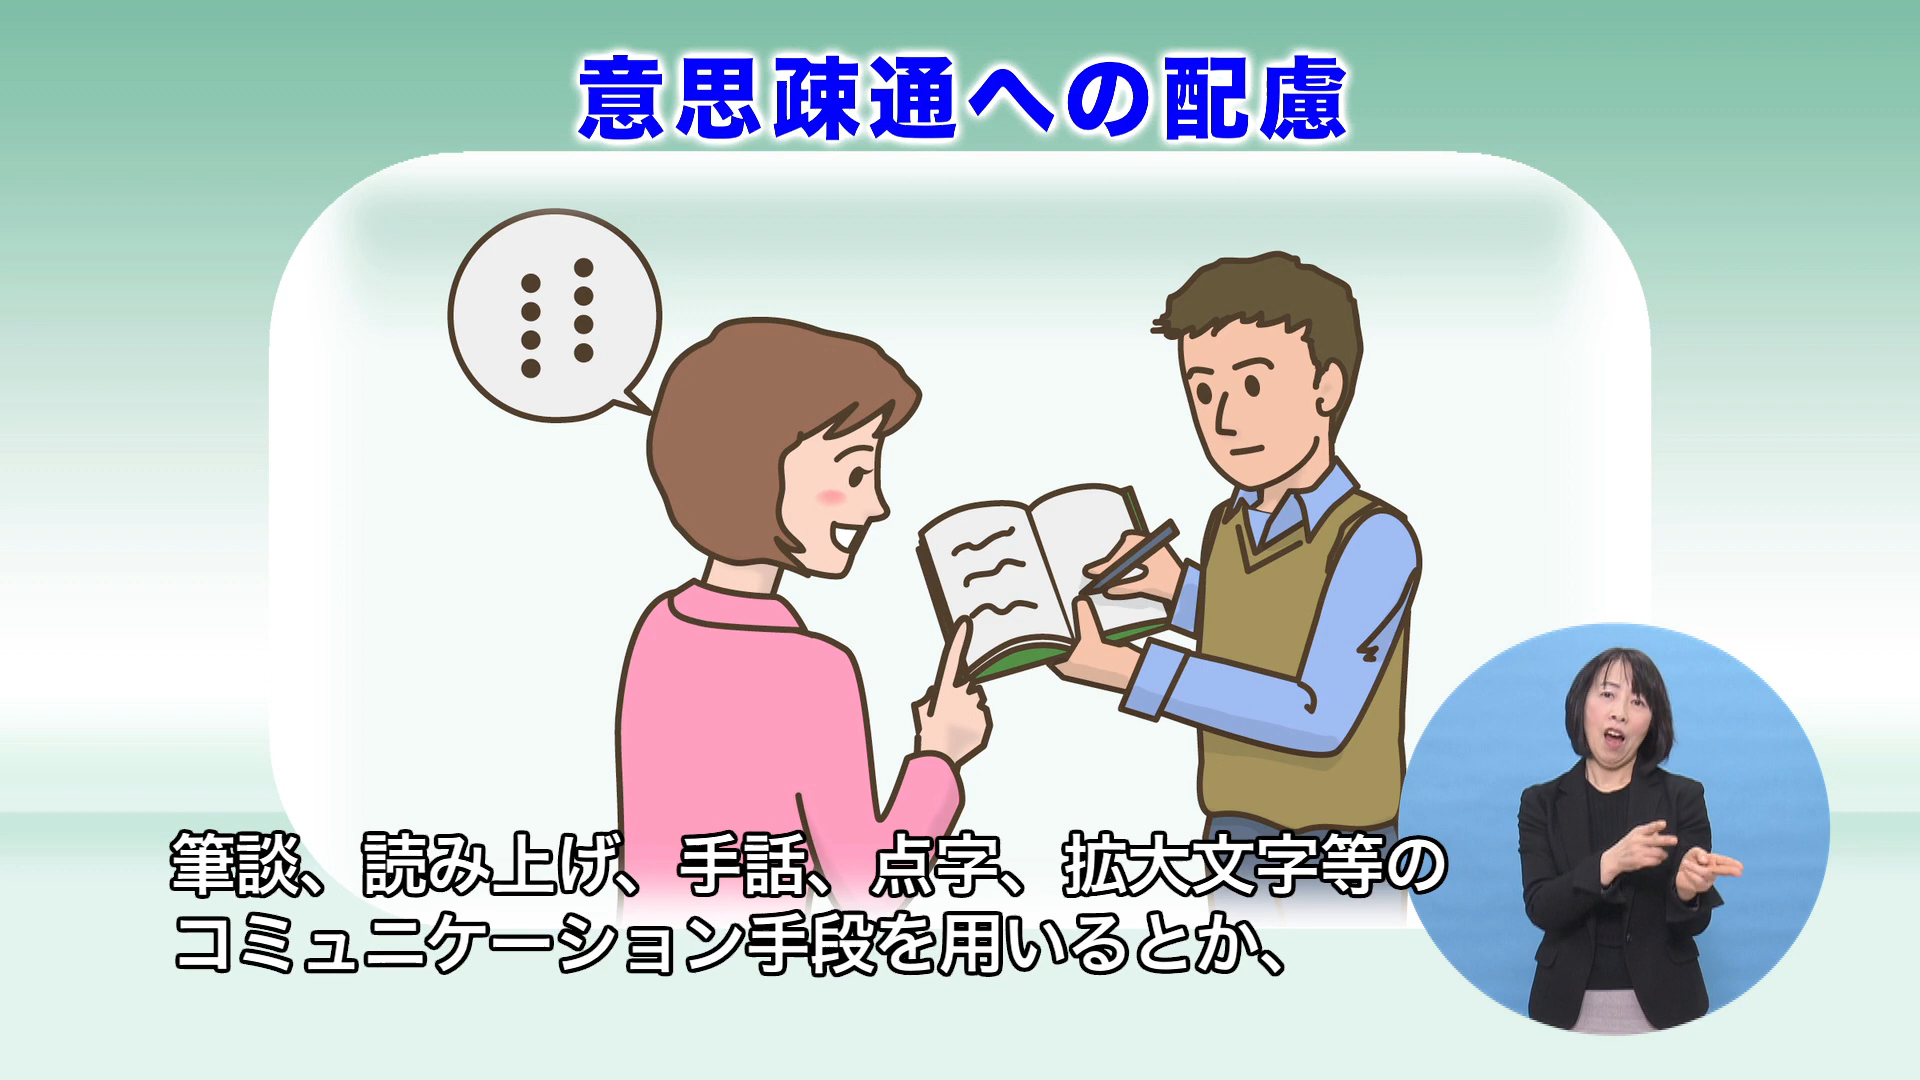 意思疎通への配慮
筆談、読み上げ、手話、点字、拡大文字等の
コミュニケーション手段を用いるとか、